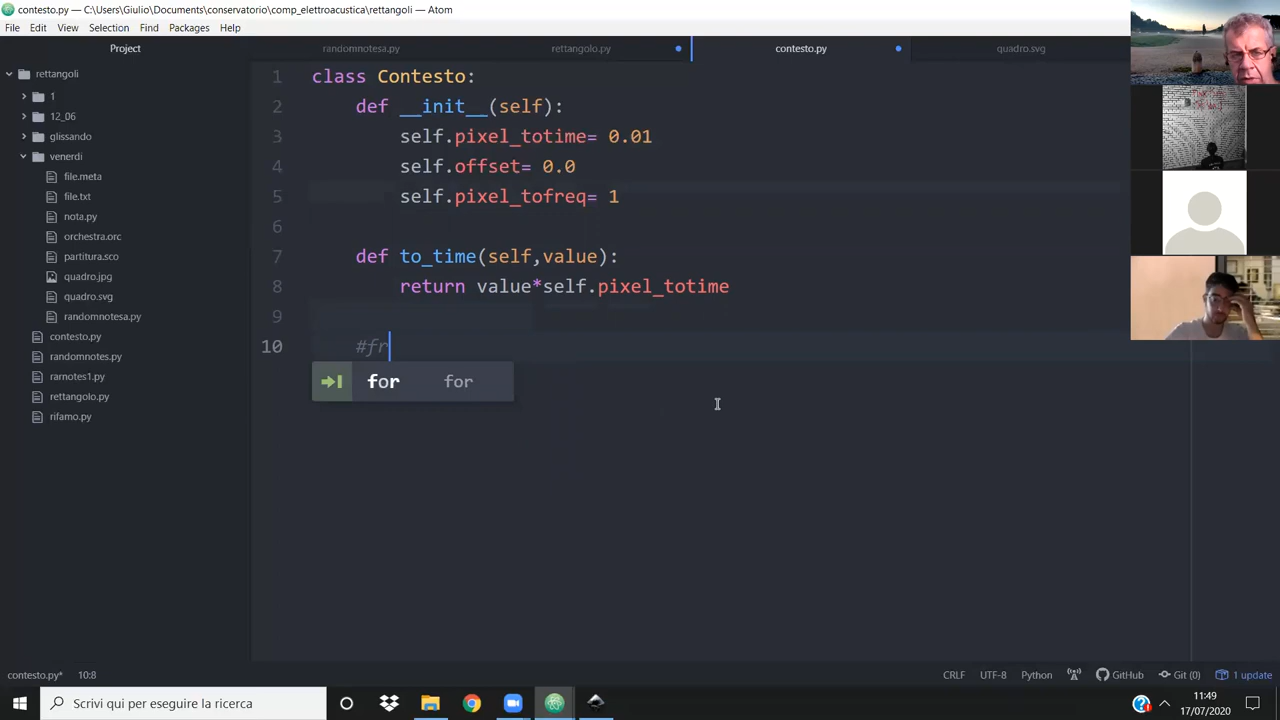 contesto.py — C:\Users\Giulio\Documents\conservatorio\comp_elettroacustica\rettangoli — Atom
File Edit View Selection Find Packages Help
Project
randomnotesa.py rettangolo.py contesto.py quadro.svg
rettangoli
1
12_06
glissando
venerdi
file.meta
file.txt
nota.py
orchestra.orc
partitura.sco
quadro.jpg
quadro.svg
randomnotesa.py
contesto.py
randomnotes.py
rarnotes1.py
rettangolo.py
rifamo.py
1 class Contesto:
2 def __init__(self):
3 self.pixel_totime= 0.01
4 self.offset= 0.0
5 self.pixel_tofreq= 1
6
7 def to_time(self,value):
8 return value*self.pixel_totime
9
10 #fr
for for
contesto.py* 10:8 CRLF UTF-8 Python GitHub Git (0) 1 update
Scrivi qui per eseguire la ricerca
11:49
17/07/2020